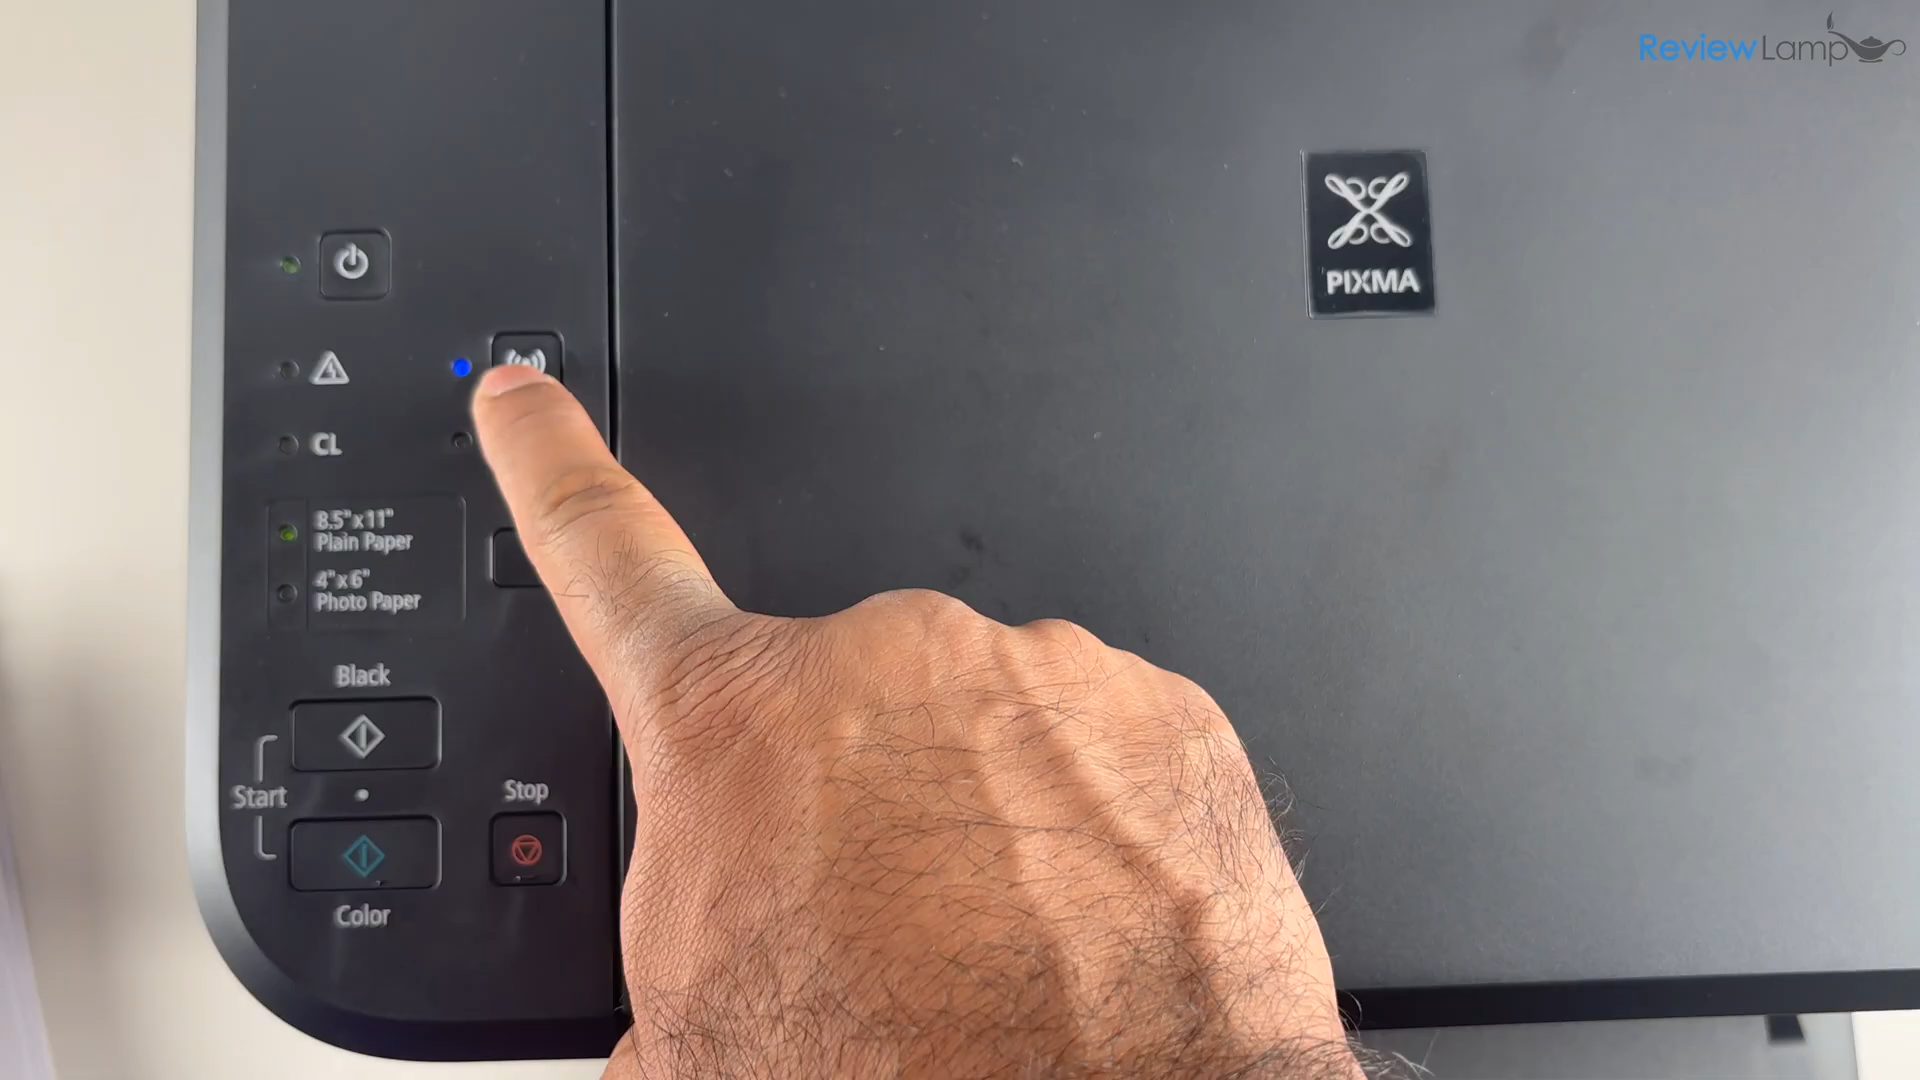 ReviewLamp
PIXMA
CL
8.5"x11"
Plain Paper
4"x6"
Photo Paper
Black
Start
Stop
Color